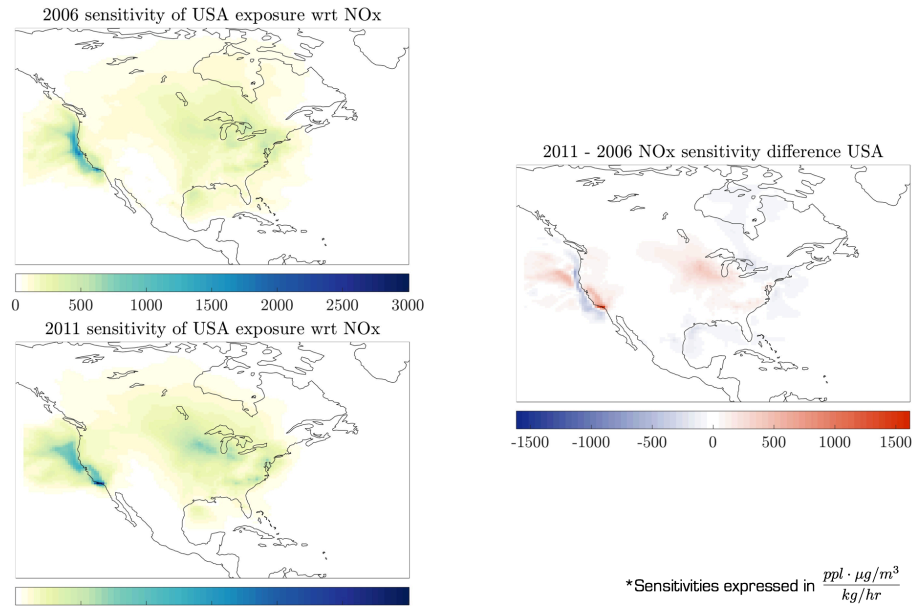 2006 sensitivity of USA exposure wrt NOx
0 500 1000 1500 2000 2500 3000
2011 sensitivity of USA exposure wrt NOx
2011 - 2006 NOx sensitivity difference USA
-1500 -1000 -500 0 500 1000 1500
*Sensitivities expressed in ppl · μg/m³ / kg/hr